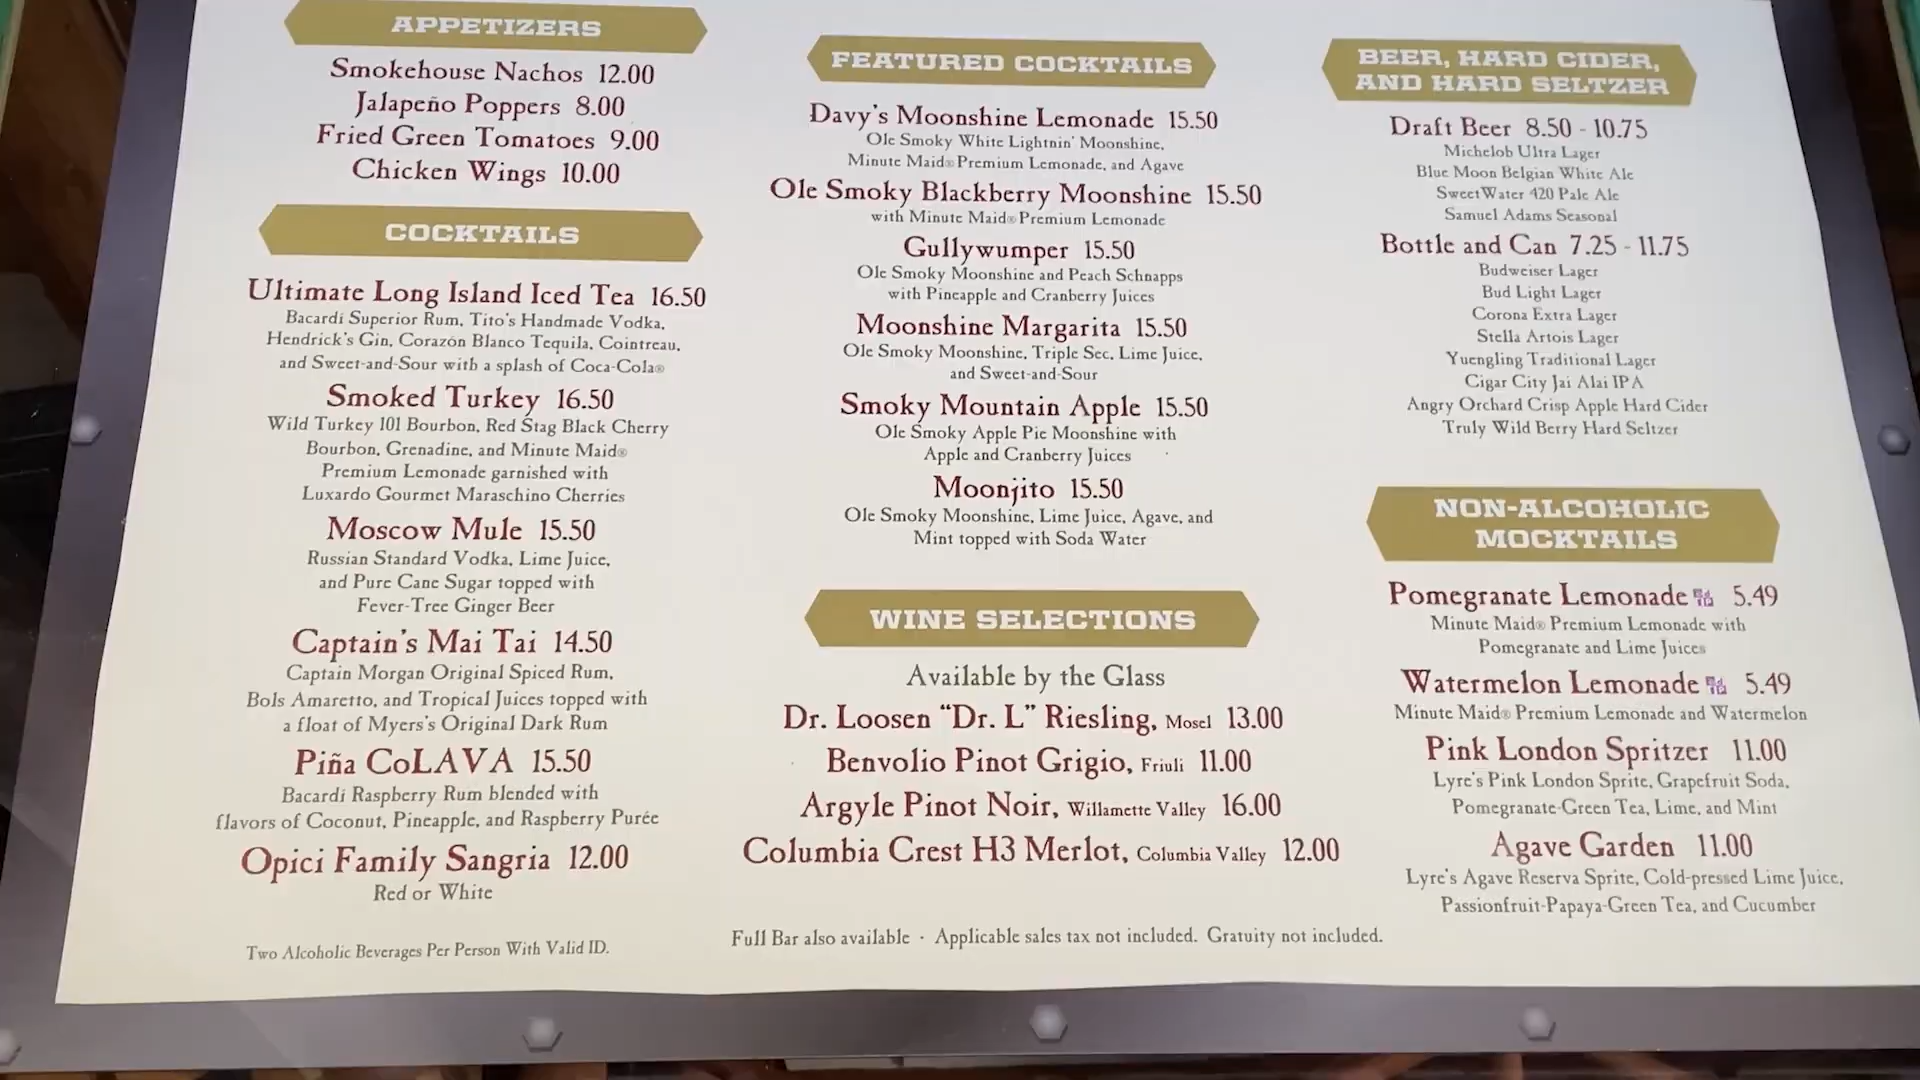 APPETIZERS
Smokehouse Nachos 12.00
Jalapeño Poppers 8.00
Fried Green Tomatoes 9.00
Chicken Wings 10.00
COCKTAILS
Ultimate Long Island Iced Tea 16.50
Bacardi Superior Rum, Tito's Handmade Vodka,
Hendrick's Gin, Corazón Blanco Tequila, Cointreau,
and Sweet-and-Sour with a splash of Coca-Cola®
Smoked Turkey 16.50
Wild Turkey 101 Bourbon, Red Stag Black Cherry
Bourbon, Grenadine, and Minute Maid®
Premium Lemonade garnished with
Luxardo Gourmet Maraschino Cherries
Moscow Mule 15.50
Russian Standard Vodka, Lime Juice,
and Pure Cane Sugar topped with
Fever-Tree Ginger Beer
Captain's Mai Tai 14.50
Captain Morgan Original Spiced Rum,
Bols Amaretto, and Tropical Juices topped with
a float of Myers's Original Dark Rum
Piña CoLAVA 15.50
Bacardi Raspberry Rum blended with
flavors of Coconut, Pineapple, and Raspberry Purée
Opici Family Sangria 12.00
Red or White
Two Alcoholic Beverages Per Person With Valid ID.
FEATURED COCKTAILS
Davy's Moonshine Lemonade 15.50
Ole Smoky White Lightnin' Moonshine,
Minute Maid® Premium Lemonade, and Agave
Ole Smoky Blackberry Moonshine 15.50
with Minute Maid® Premium Lemonade
Gullywumper 15.50
Ole Smoky Moonshine and Peach Schnapps
with Pineapple and Cranberry Juices
Moonshine Margarita 15.50
Ole Smoky Moonshine, Triple Sec, Lime Juice,
and Sweet-and-Sour
Smoky Mountain Apple 15.50
Ole Smoky Apple Pie Moonshine with
Apple and Cranberry Juices
Moonjito 15.50
Ole Smoky Moonshine, Lime Juice, Agave, and
Mint topped with Soda Water
WINE SELECTIONS
Available by the Glass
Dr. Loosen “Dr. L” Riesling, Mosel 13.00
Benvolio Pinot Grigio, Friuli 11.00
Argyle Pinot Noir, Willamette Valley 16.00
Columbia Crest H3 Merlot, Columbia Valley 12.00
Full Bar also available · Applicable sales tax not included. Gratuity not included.
BEER, HARD CIDER,
AND HARD SELTZER
Draft Beer 8.50 - 10.75
Michelob Ultra Lager
Blue Moon Belgian White Ale
SweetWater 420 Pale Ale
Samuel Adams Seasonal
Bottle and Can 7.25 - 11.75
Budweiser Lager
Bud Light Lager
Corona Extra Lager
Stella Artois Lager
Yuengling Traditional Lager
Cigar City Jai Alai IPA
Angry Orchard Crisp Apple Hard Cider
Truly Wild Berry Hard Seltzer
NON-ALCOHOLIC
MOCKTAILS
Pomegranate Lemonade 5.49
Minute Maid® Premium Lemonade with
Pomegranate and Lime Juices
Watermelon Lemonade 5.49
Minute Maid® Premium Lemonade and Watermelon
Pink London Spritzer 11.00
Lyre's Pink London Sprite, Grapefruit Soda,
Pomegranate-Green Tea, Lime, and Mint
Agave Garden 11.00
Lyre's Agave Reserva Sprite, Cold-pressed Lime Juice,
Passionfruit-Papaya-Green Tea, and Cucumber